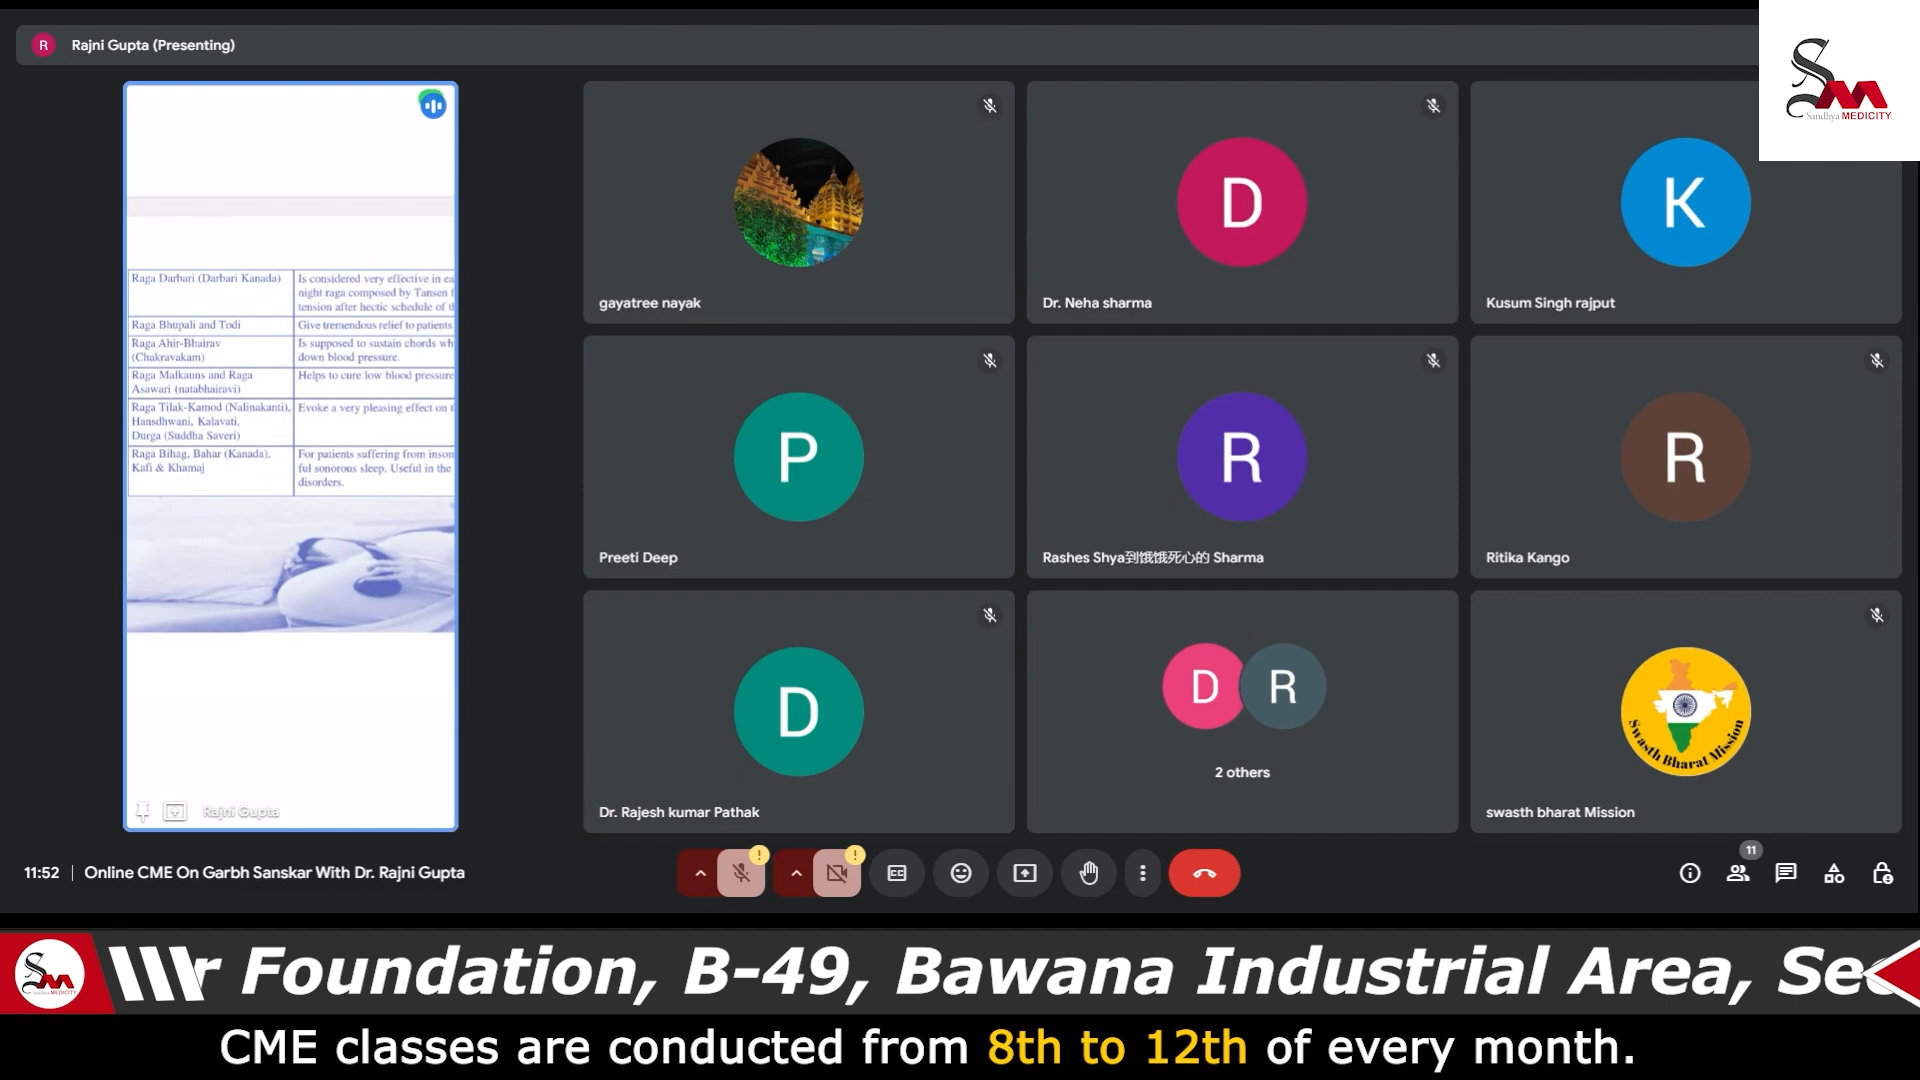 R Rajni Gupta (Presenting)
SM
Sandhya MEDICITY
Raga Darbari (Darbari Kanada)
Is considered very effective in ea
night raga composed by Tansen f
tension after hectic schedule of t
Raga Bhupali and Todi
Give tremendous relief to patients
Raga Ahir-Bhairav
(Chakravakam)
Is supposed to sustain chords wh
down blood pressure.
Raga Malkauns and Raga
Asawari (natabhairavi)
Helps to cure low blood pressure
Raga Tilak-Kamod (Nalinakanti),
Hansdhwani, Kalavati,
Durga (Suddha Saveri)
Evoke a very pleasing effect on t
Raga Bihag, Bahar (Kanada),
Kafi & Khamaj
For patients suffering from insom
ful sonorous sleep. Useful in the
disorders.
Rajni Gupta
gayatree nayak
D
Dr. Neha sharma
K
Kusum Singh rajput
P
Preeti Deep
R
Rashes Shya到饿饿死心的 Sharma
R
Ritika Kango
D
Dr. Rajesh kumar Pathak
D R
2 others
Swasth Bharat Mission
swasth bharat Mission
11:52 | Online CME On Garbh Sanskar With Dr. Rajni Gupta
11
SM
Sandhya MEDICITY
r Foundation, B-49, Bawana Industrial Area, Sec
CME classes are conducted from 8th to 12th of every month.